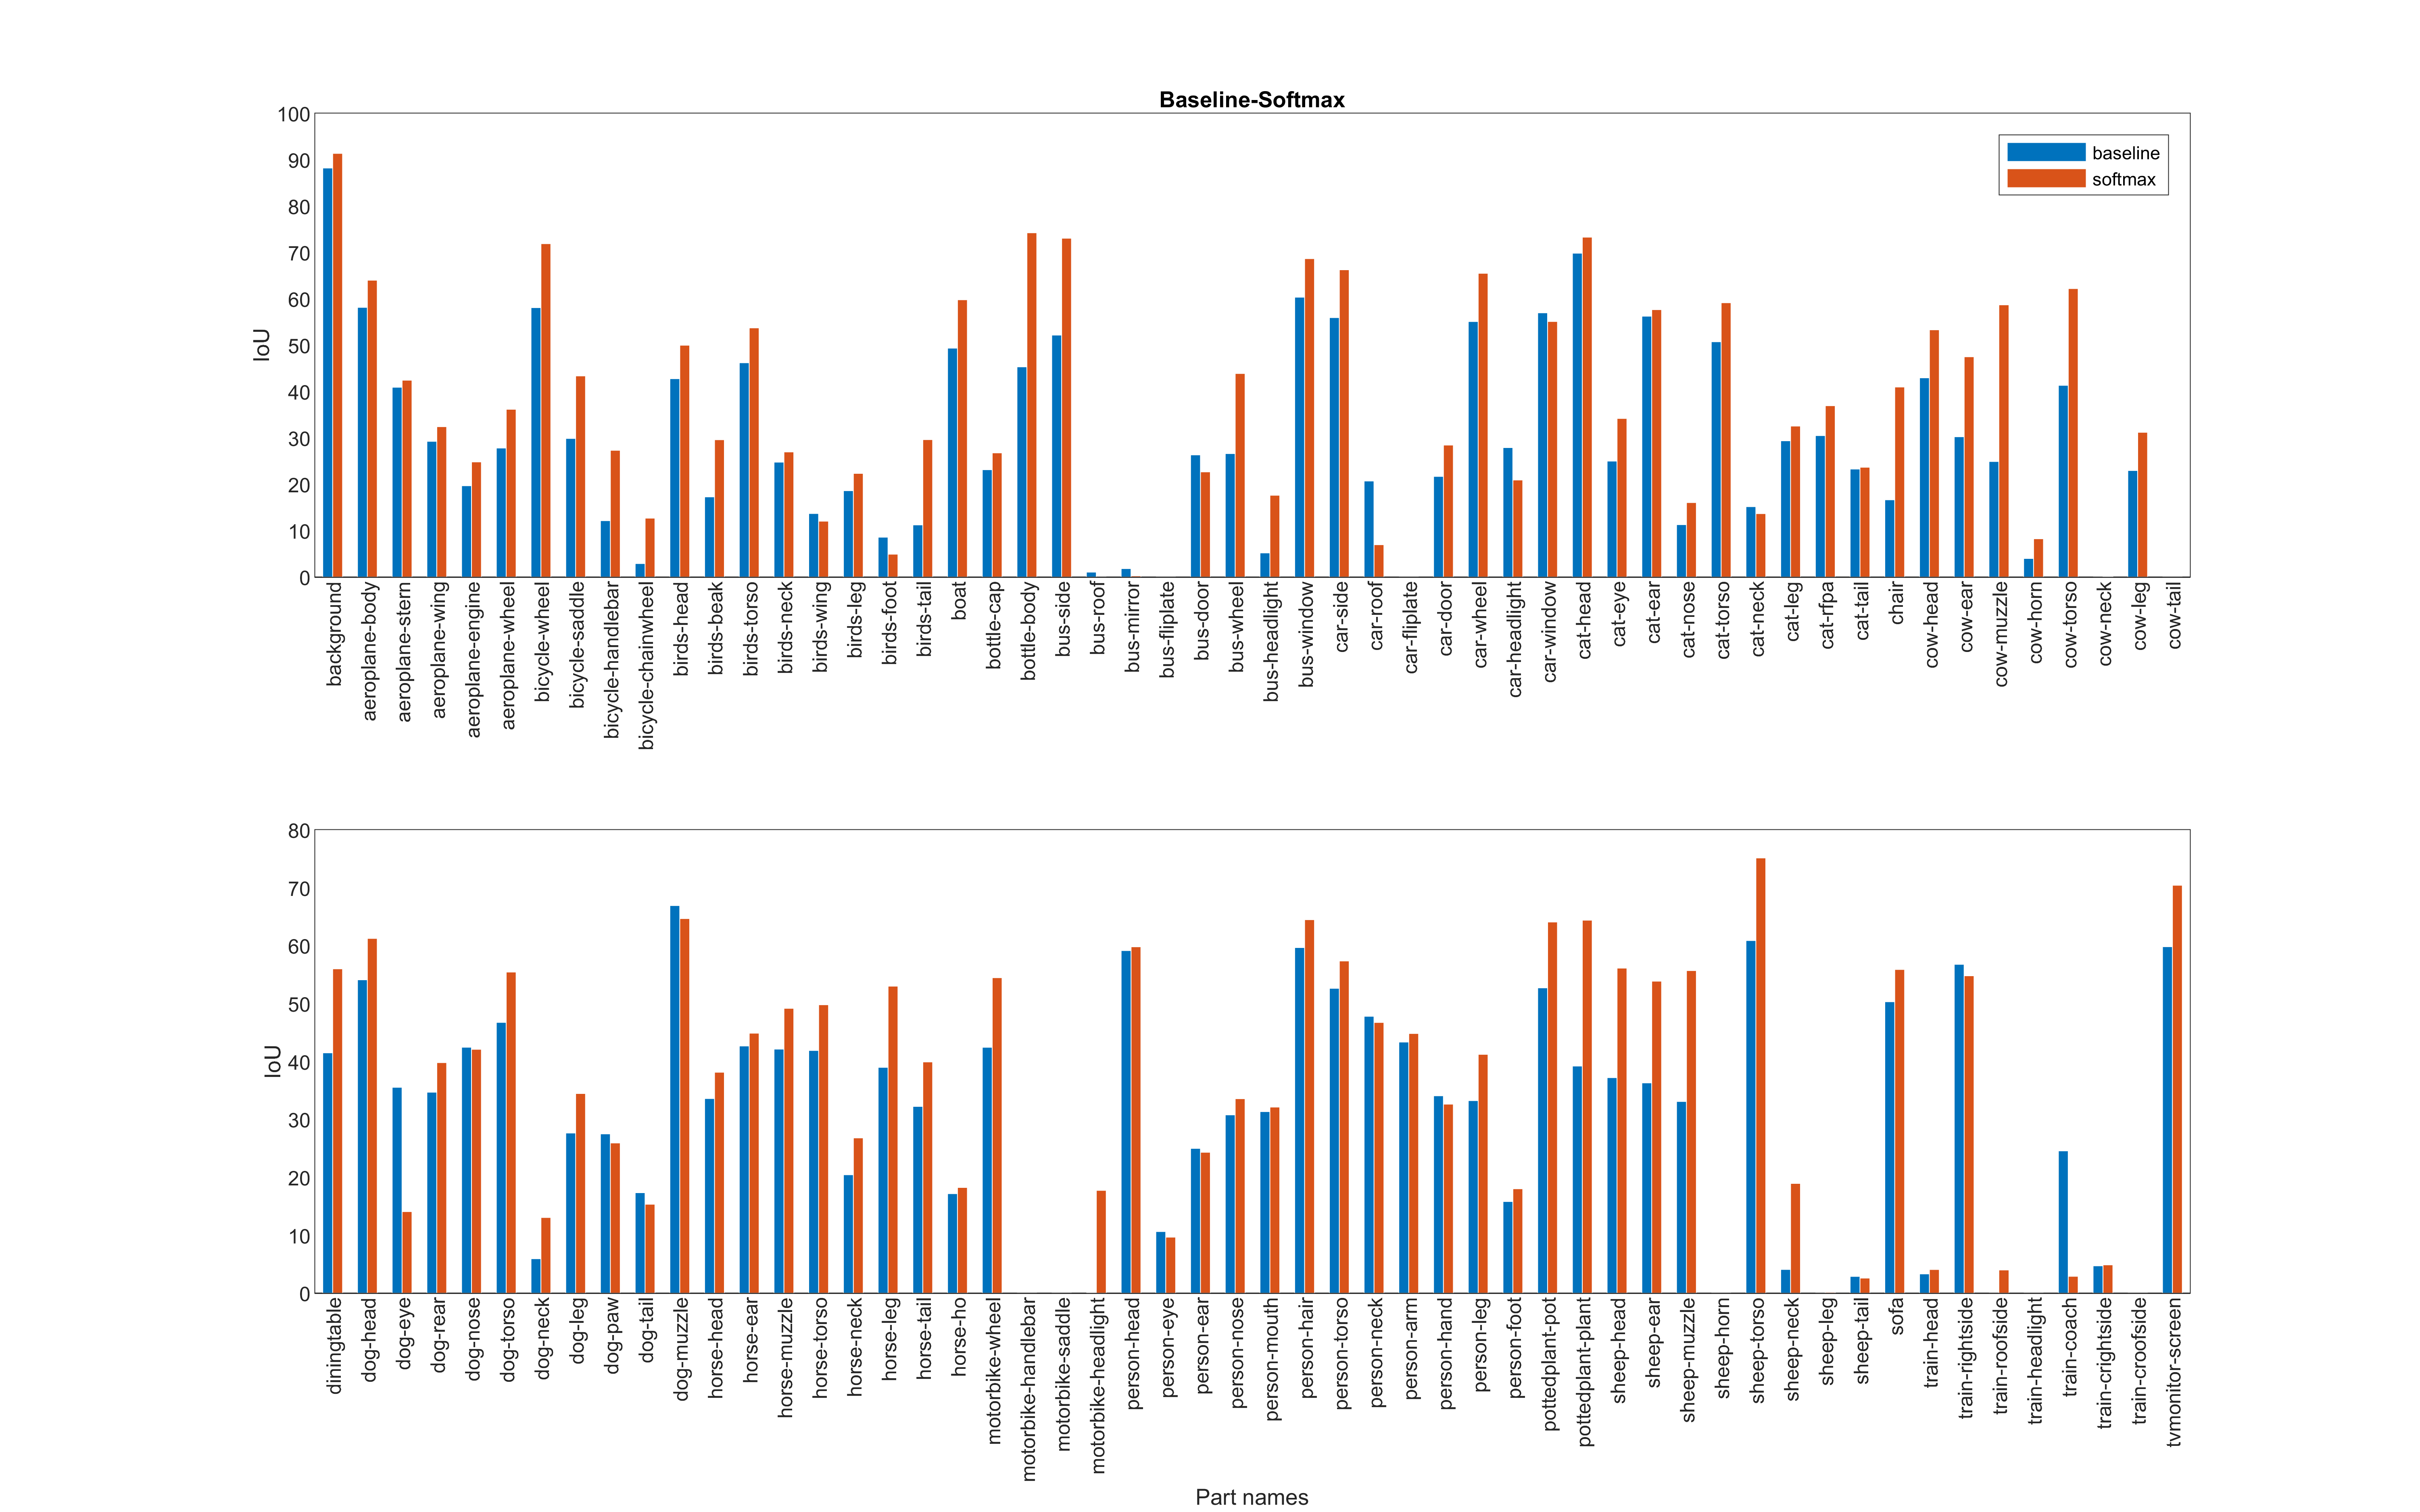 Baseline-Softmax
100
90
80
70
60
50
40
30
20
10
0
IoU
baseline
softmax
background
aeroplane-body
aeroplane-stern
aeroplane-wing
aeroplane-engine
aeroplane-wheel
bicycle-wheel
bicycle-saddle
bicycle-handlebar
bicycle-chainwheel
birds-head
birds-beak
birds-torso
birds-neck
birds-wing
birds-leg
birds-foot
birds-tail
boat
bottle-cap
bottle-body
bus-side
bus-roof
bus-mirror
bus-fliplate
bus-door
bus-wheel
bus-headlight
bus-window
car-side
car-roof
car-fliplate
car-door
car-wheel
car-headlight
car-window
cat-head
cat-eye
cat-ear
cat-nose
cat-torso
cat-neck
cat-leg
cat-rfpa
cat-tail
chair
cow-head
cow-ear
cow-muzzle
cow-horn
cow-torso
cow-neck
cow-leg
cow-tail
80
70
60
50
40
30
20
10
0
IoU
diningtable
dog-head
dog-eye
dog-rear
dog-nose
dog-torso
dog-neck
dog-leg
dog-paw
dog-tail
dog-muzzle
horse-head
horse-ear
horse-muzzle
horse-torso
horse-neck
horse-leg
horse-tail
horse-ho
motorbike-wheel
motorbike-handlebar
motorbike-saddle
motorbike-headlight
person-head
person-eye
person-ear
person-nose
person-mouth
person-hair
person-torso
person-neck
person-arm
person-hand
person-leg
person-foot
pottedplant-pot
pottedplant-plant
sheep-head
sheep-ear
sheep-muzzle
sheep-horn
sheep-torso
sheep-neck
sheep-leg
sheep-tail
sofa
train-head
train-rightside
train-roofside
train-headlight
train-coach
train-crightside
train-croofside
tvmonitor-screen
Part names